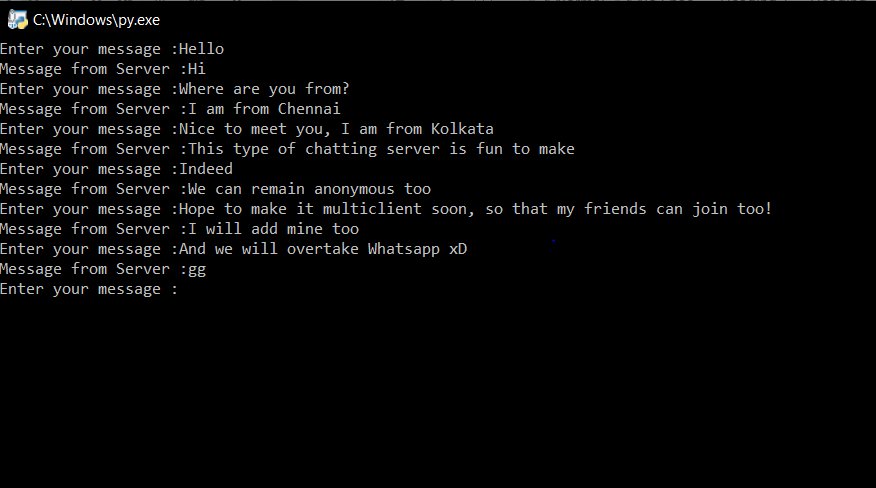 C:\Windows\py.exe
Enter your message :Hello
Message from Server :Hi
Enter your message :Where are you from?
Message from Server :I am from Chennai
Enter your message :Nice to meet you, I am from Kolkata
Message from Server :This type of chatting server is fun to make
Enter your message :Indeed
Message from Server :We can remain anonymous too
Enter your message :Hope to make it multiclient soon, so that my friends can join too!
Message from Server :I will add mine too
Enter your message :And we will overtake Whatsapp xD
Message from Server :gg
Enter your message :